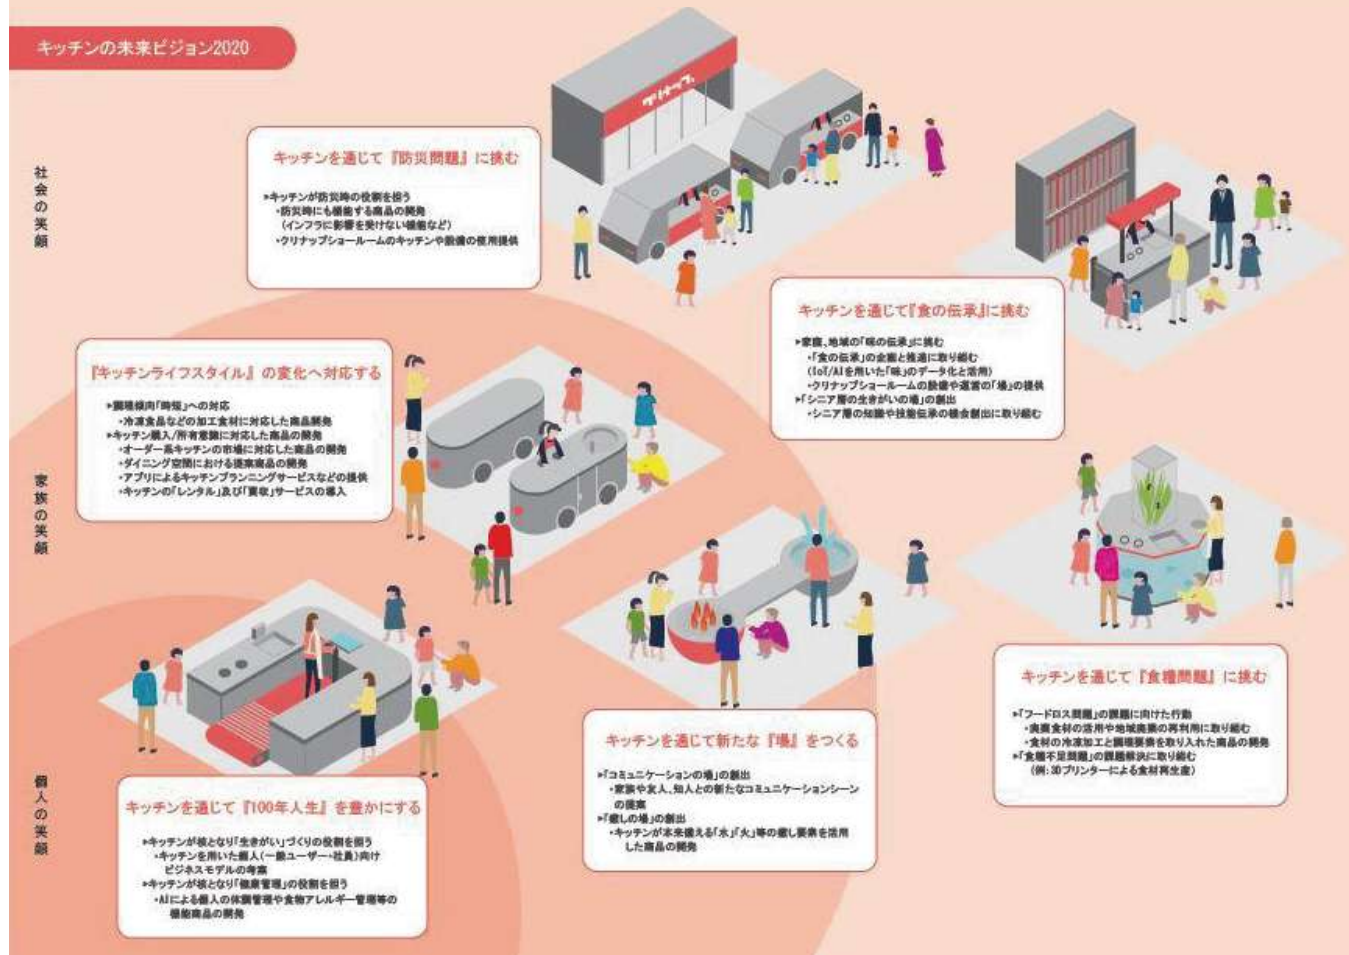 キッチンの未来ビジョン2020
社会の笑顔
クリナップ
キッチンを通じて『防災問題』に挑む
▸キッチンが防災時の役割を担う
・防災時にも機能する商品の開発
(インフラに影響を受けない機能など)
・クリナップショールームのキッチンや設備の使用提供
キッチンを通じて『食の伝承』に挑む
▸家庭、地域の「味の伝承」に挑む
・「食の伝承」の企画と推進に取り組む
(IoT/AIを用いた「味」のデータ化と活用)
・クリナップショールームの設備や運営の「場」の提供
▸「シニア層の生きがいの場」の創出
・シニア層の知識や技能伝承の機会創出に取り組む
『キッチンライフスタイル』の変化へ対応する
▸調理傾向「時短」への対応
・冷凍食品などの加工食材に対応した商品開発
▸キッチン購入/所有意識に対応した商品の開発
・オーダー系キッチンの市場に対応した商品の開発
・ダイニング空間における提案商品の開発
・アプリによるキッチンプランニングサービスなどの提供
・キッチンの「レンタル」及び「買取」サービスの導入
家族の笑顔
キッチンを通じて『食糧問題』に挑む
▸「フードロス問題」の課題に向けた行動
・廃棄食材の活用や地域廃棄の再利用に取り組む
・食材の冷凍加工と調理要素を取り入れた商品の開発
▸「食糧不足問題」の課題解決に取り組む
(例:3Dプリンターによる食材再生産)
キッチンを通じて新たな『場』をつくる
▸「コミュニケーションの場」の創出
・家族や友人、知人との新たなコミュニケーションシーン
の提案
▸「癒しの場」の創出
・キッチンが本来備える「水」「火」等の癒し要素を活用
した商品の開発
個人の笑顔
キッチンを通じて『100年人生』を豊かにする
▸キッチンが核となり「生きがい」づくりの役割を担う
・キッチンを用いた個人(一般ユーザー・社員)向け
ビジネスモデルの考案
▸キッチンが核となり「健康管理」の役割を担う
・AIによる個人の体調管理や食物アレルギー管理等の
機能商品の開発